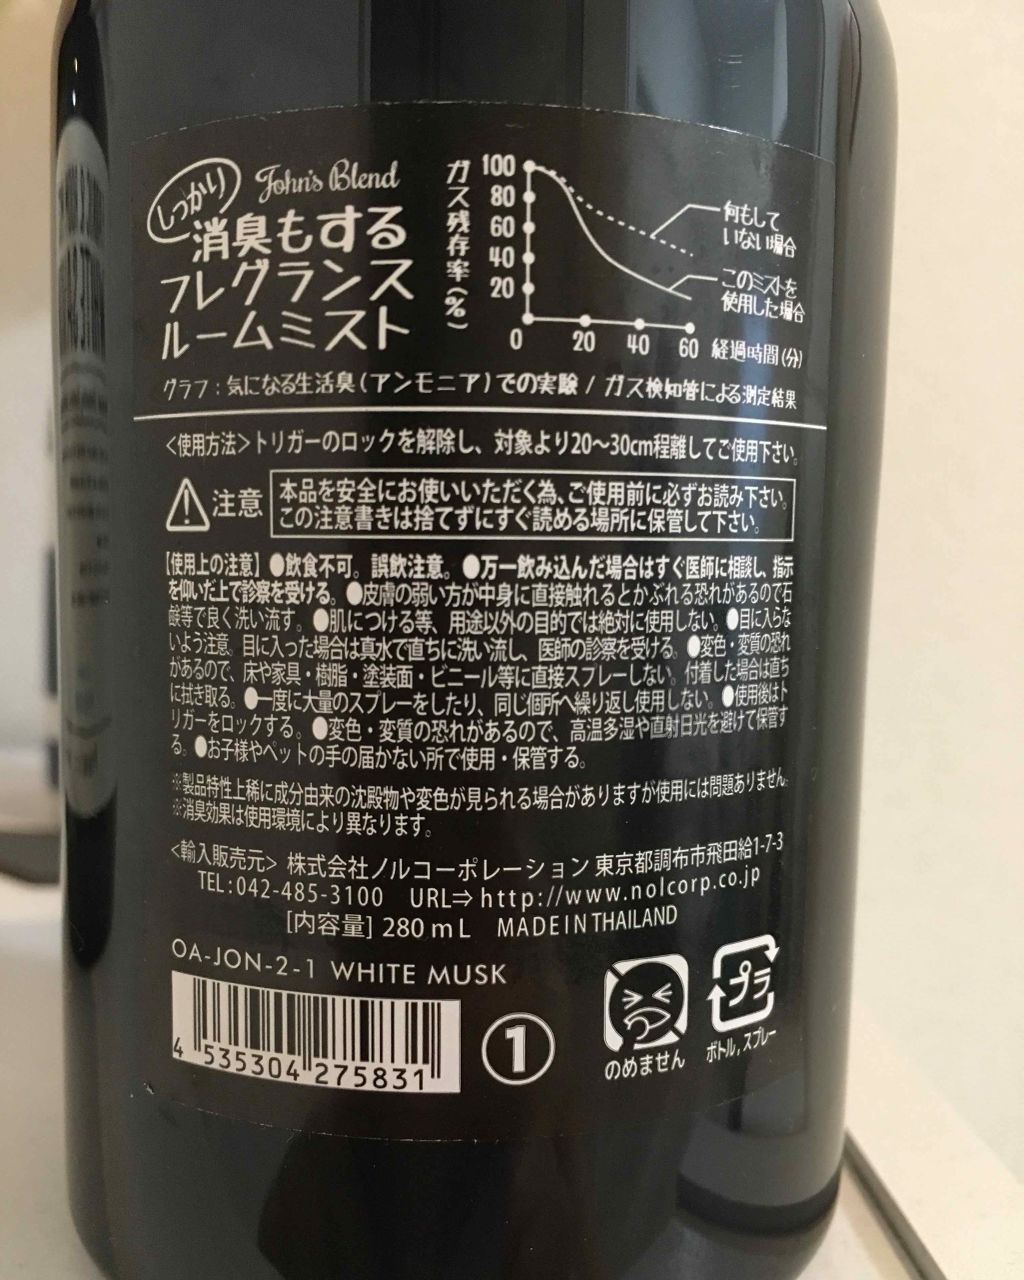 しっかり
John's Blend
消臭もする
フレグランス
ルームミスト
ガス残存率(%)
100
80
60
40
20
0
20
40
60
経過時間(分)
何もして
いない場合
このミストを
使用した場合
グラフ:気になる生活臭(アンモニア)での実験 / ガス検知管による測定結果
<使用方法>トリガーのロックを解除し、対象より20〜30cm程離してご使用下さい。
注意
本品を安全にお使いいただく為、ご使用前に必ずお読み下さい。
この注意書きは捨てずにすぐ読める場所に保管して下さい。
【使用上の注意】●飲食不可。誤飲注意。●万一飲み込んだ場合はすぐ医師に相談し、指示
を仰いだ上で診察を受ける。●皮膚の弱い方が中身に直接触れるとかぶれる恐れがあるので石
鹸等で良く洗い流す。●肌につける等、用途以外の目的では絶対に使用しない。●目に入らな
いよう注意。目に入った場合は真水で直ちに洗い流し、医師の診察を受ける。●変色・変質の恐れ
があるので、床や家具・樹脂・塗装面・ビニール等に直接スプレーしない。付着した場合は直ち
に拭き取る。●一度に大量のスプレーをしたり、同じ個所へ繰り返し使用しない。●使用後はト
リガーをロックする。●変色・変質の恐れがあるので、高温多湿や直射日光を避けて保管す
る。●お子様やペットの手の届かない所で使用・保管する。
※製品特性上稀に成分由来の沈殿物や変色が見られる場合がありますが使用には問題ありません。
※消臭効果は使用環境により異なります。
<輸入販売元> 株式会社ノルコーポレーション 東京都調布市飛田給1-7-3
TEL:042-485-3100 URL⇒http://www.nolcorp.co.jp
[内容量] 280mL MADE IN THAILAND
OA-JON-2-1 WHITE MUSK
4 535304 275831
1
のめません
プラ
ボトル,スプレー